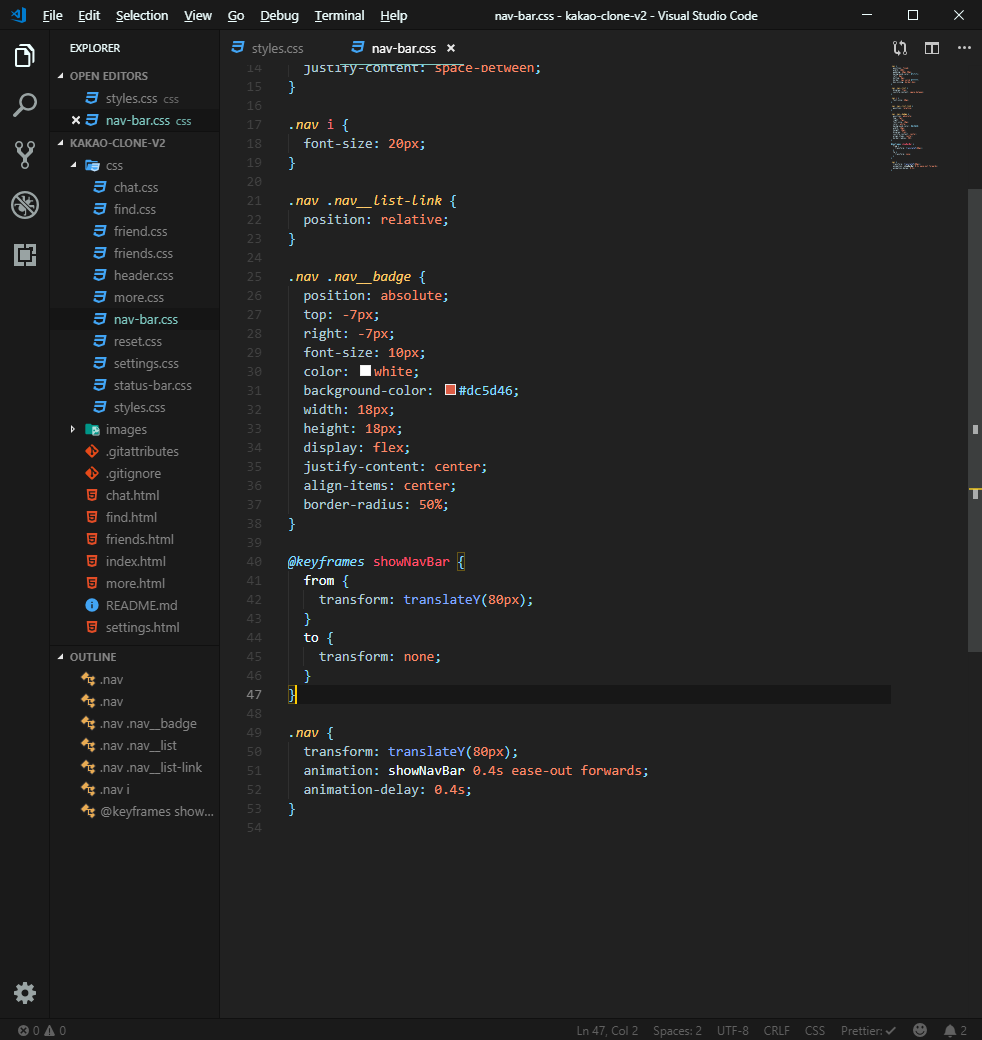 File Edit Selection View Go Debug Terminal Help nav-bar.css - kakao-clone-v2 - Visual Studio Code
EXPLORER
OPEN EDITORS
styles.css css
nav-bar.css css
KAKAO-CLONE-V2
css
chat.css
find.css
friend.css
friends.css
header.css
more.css
nav-bar.css
reset.css
settings.css
status-bar.css
styles.css
images
.gitattributes
.gitignore
chat.html
find.html
friends.html
index.html
more.html
README.md
settings.html
OUTLINE
.nav
.nav
.nav .nav__badge
.nav .nav__list
.nav .nav__list-link
.nav i
@keyframes show...
styles.css nav-bar.css
14 justify-content: space-between;
15 }
16
17 .nav i {
18 font-size: 20px;
19 }
20
21 .nav .nav__list-link {
22 position: relative;
23 }
24
25 .nav .nav__badge {
26 position: absolute;
27 top: -7px;
28 right: -7px;
29 font-size: 10px;
30 color: white;
31 background-color: #dc5d46;
32 width: 18px;
33 height: 18px;
34 display: flex;
35 justify-content: center;
36 align-items: center;
37 border-radius: 50%;
38 }
39
40 @keyframes showNavBar {
41 from {
42 transform: translateY(80px);
43 }
44 to {
45 transform: none;
46 }
47 }
48
49 .nav {
50 transform: translateY(80px);
51 animation: showNavBar 0.4s ease-out forwards;
52 animation-delay: 0.4s;
53 }
54
0 0 Ln 47, Col 2 Spaces: 2 UTF-8 CRLF CSS Prettier: ✓ 2